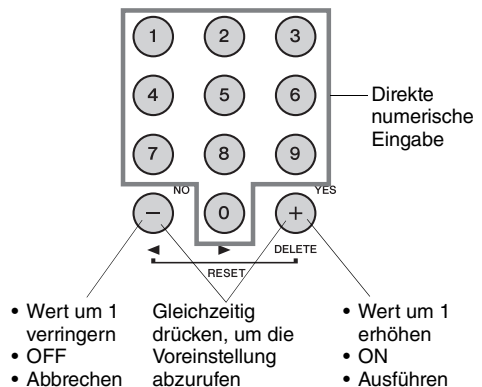 1 2 3
4 5 6
7 8 9
Direkte
numerische
Eingabe
NO
YES
− 0 +
DELETE
RESET
• Wert um 1
verringern
• OFF
• Abbrechen
Gleichzeitig
drücken, um die
Voreinstellung
abzurufen
• Wert um 1
erhöhen
• ON
• Ausführen